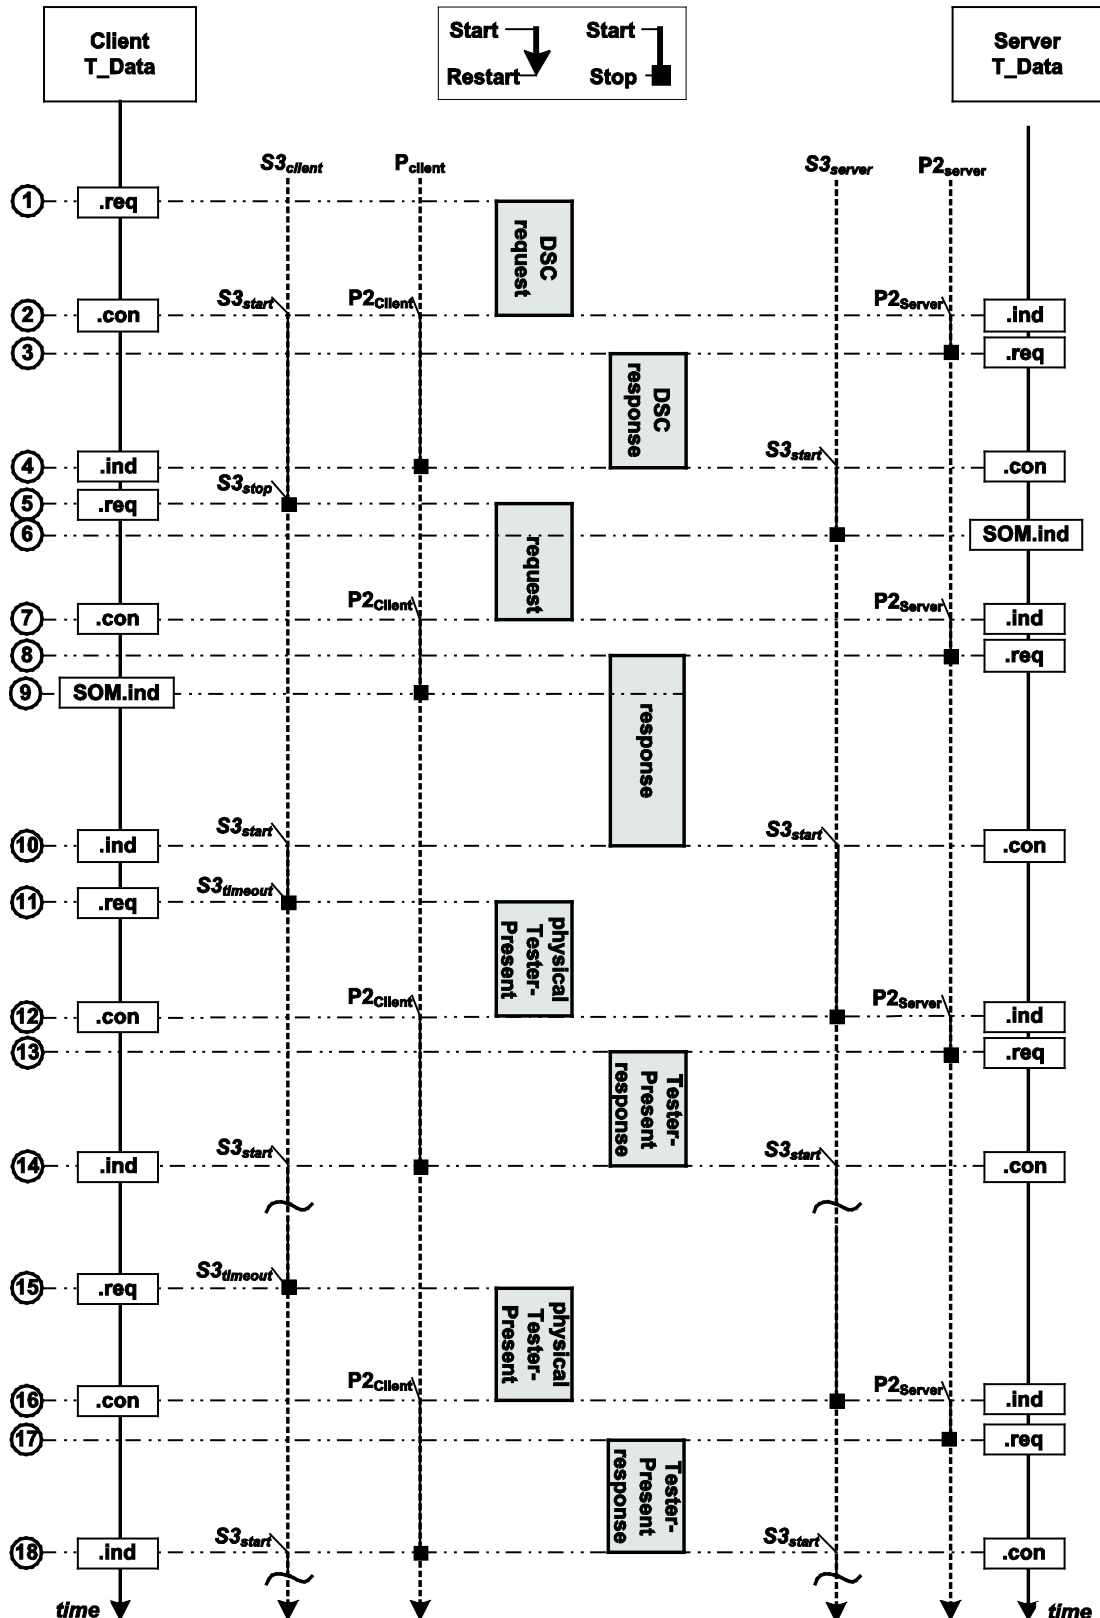 Client
T_Data
Start
Restart
Start
Stop
Server
T_Data
S3client
Pclient
S3server
P2server
1
.req
DSC
request
2
.con
S3start
P2Client
P2Server
.ind
3
.req
DSC
response
4
.ind
S3start
.con
5
.req
S3stop
request
6
SOM.ind
7
.con
P2Client
P2Server
.ind
8
.req
response
9
SOM.ind
10
.ind
S3start
S3start
.con
11
.req
S3timeout
physical
Tester-
Present
12
.con
P2Client
P2Server
.ind
13
.req
Tester-
Present
response
14
.ind
S3start
S3start
.con
15
.req
S3timeout
physical
Tester-
Present
16
.con
P2Client
P2Server
.ind
17
.req
Tester-
Present
response
18
.ind
S3start
S3start
.con
time
time